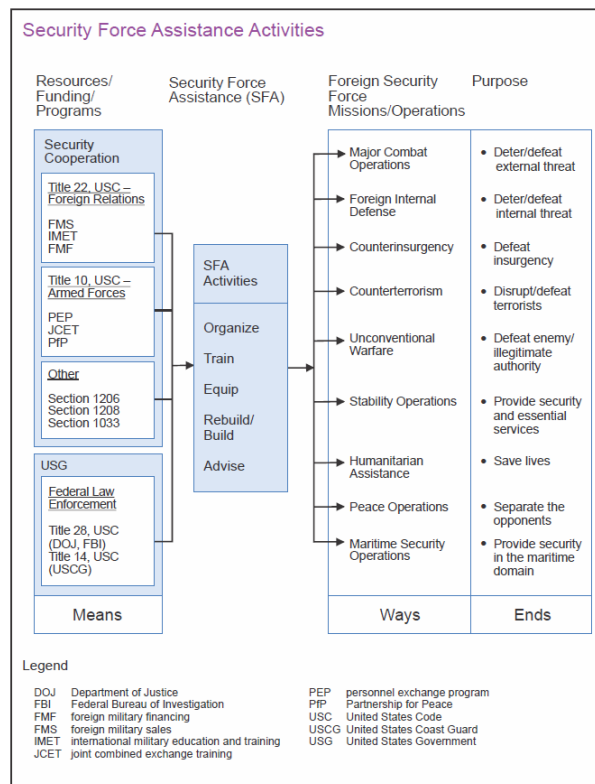 Security Force Assistance Activities
Resources/
Funding/
Programs
Security Force
Assistance (SFA)
Foreign Security
Force
Missions/Operations
Purpose
Security
Cooperation
Title 22, USC –
Foreign Relations
FMS
IMET
FMF
Title 10, USC –
Armed Forces
PEP
JCET
PfP
Other
Section 1206
Section 1208
Section 1033
USG
Federal Law
Enforcement
Title 28, USC
(DOJ, FBI)
Title 14, USC
(USCG)
Means
SFA
Activities
Organize
Train
Equip
Rebuild/
Build
Advise
Major Combat
Operations
Foreign Internal
Defense
Counterinsurgency
Counterterrorism
Unconventional
Warfare
Stability Operations
Humanitarian
Assistance
Peace Operations
Maritime Security
Operations
Ways
• Deter/defeat
external threat
• Deter/defeat
internal threat
• Defeat
insurgency
• Disrupt/defeat
terrorists
• Defeat enemy/
illegitimate
authority
• Provide security
and essential
services
• Save lives
• Separate the
opponents
• Provide security
in the maritime
domain
Ends
Legend
DOJ Department of Justice
FBI Federal Bureau of Investigation
FMF foreign military financing
FMS foreign military sales
IMET international military education and training
JCET joint combined exchange training
PEP personnel exchange program
PfP Partnership for Peace
USC United States Code
USCG United States Coast Guard
USG United States Government